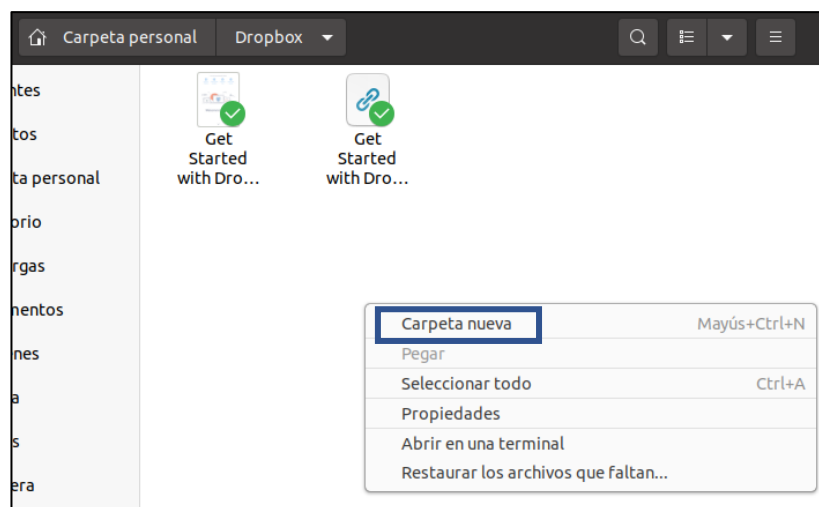 Carpeta personal Dropbox
ntes
tos
ta personal
orio
rgas
mentos
nes
a
s
era
Get
Started
with Dro...
Get
Started
with Dro...
Carpeta nueva Mayús+Ctrl+N
Pegar
Seleccionar todo Ctrl+A
Propiedades
Abrir en una terminal
Restaurar los archivos que faltan...